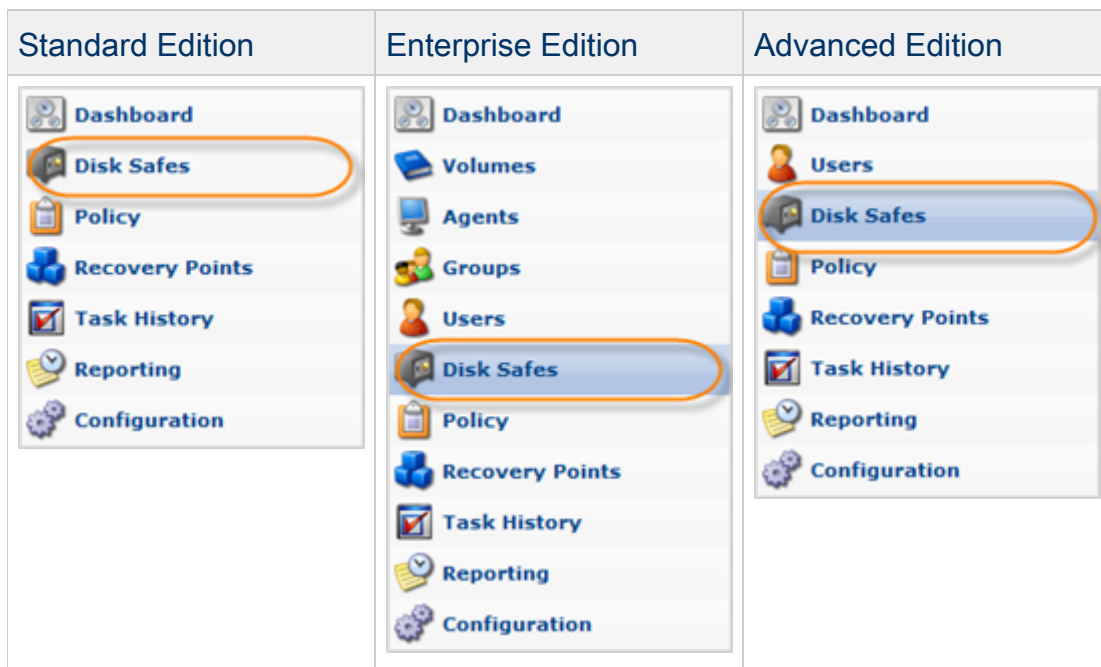 Standard Edition
Enterprise Edition
Advanced Edition
Dashboard
Disk Safes
Policy
Recovery Points
Task History
Reporting
Configuration
Dashboard
Volumes
Agents
Groups
Users
Disk Safes
Policy
Recovery Points
Task History
Reporting
Configuration
Dashboard
Users
Disk Safes
Policy
Recovery Points
Task History
Reporting
Configuration